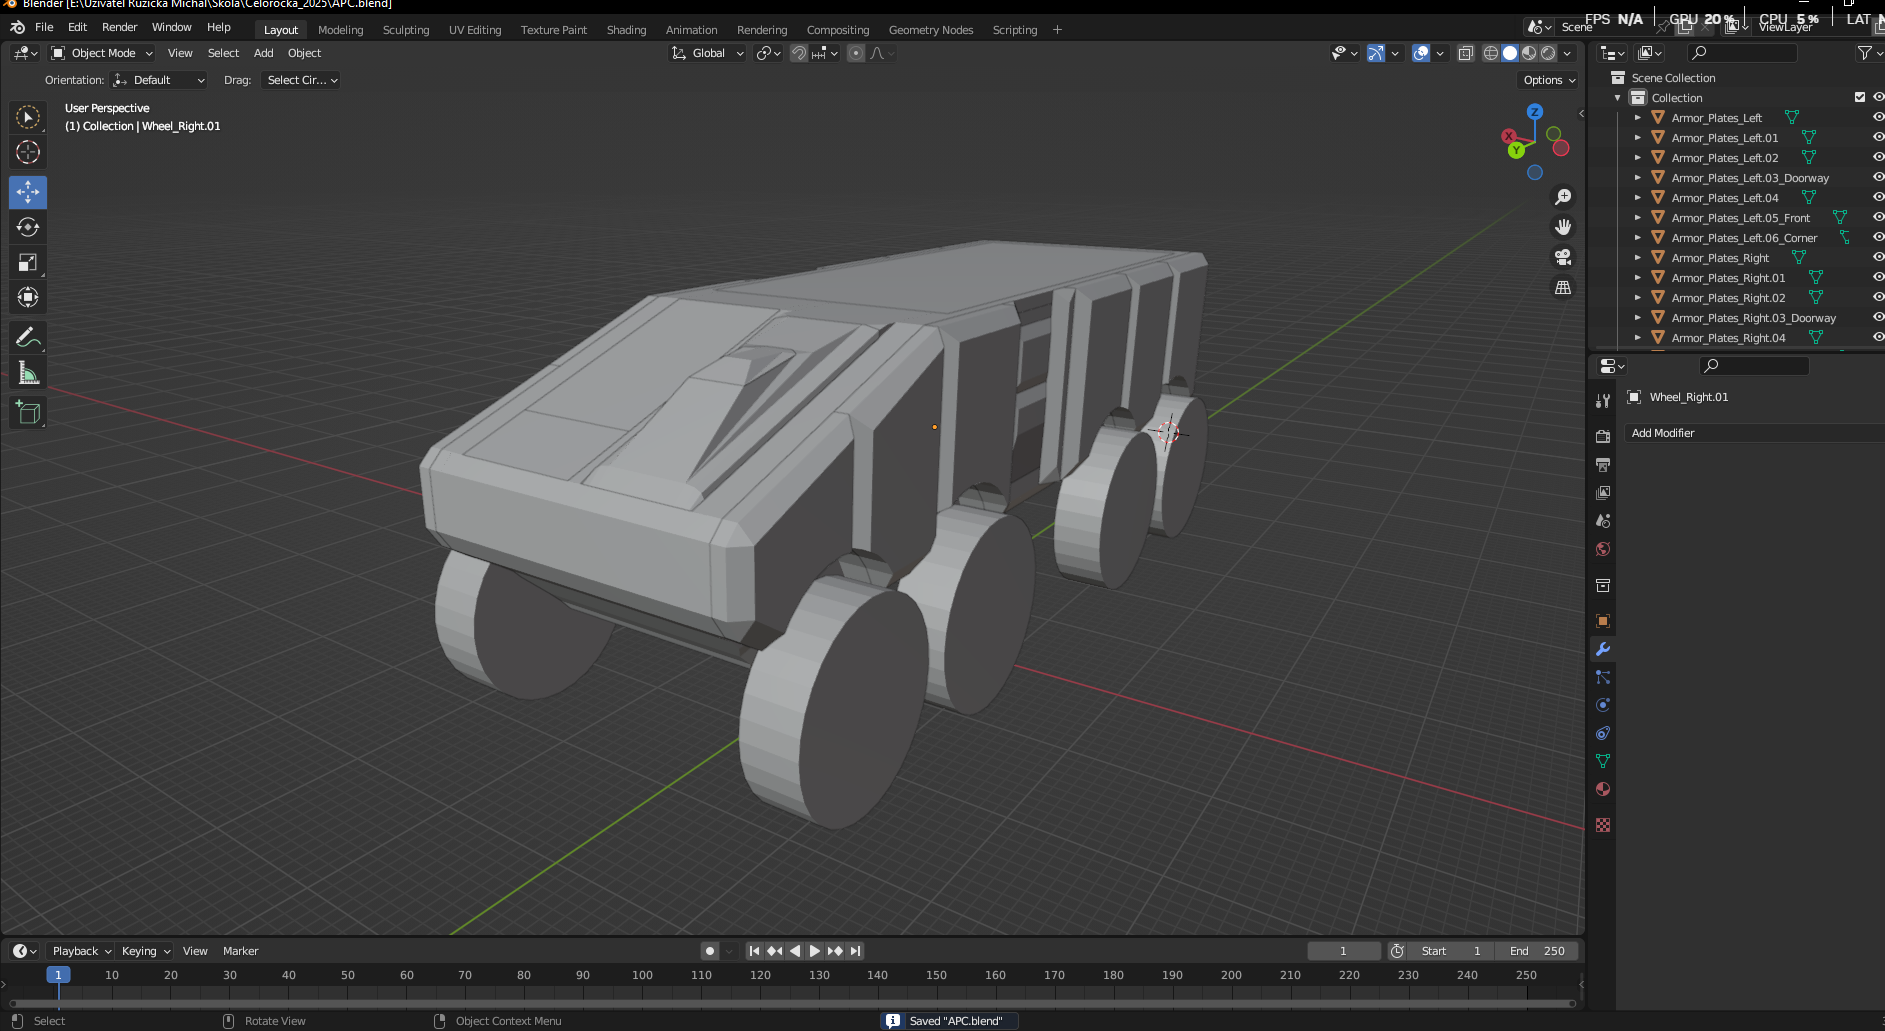 Blender [E:\Uzivatel Ruzicka Michal\Skola\Celorocka_2025\APC.blend]
FPS N/A GPU 20 % CPU 5 % LAT N
File Edit Render Window Help Layout Modeling Sculpting UV Editing Texture Paint Shading Animation Rendering Compositing Geometry Nodes Scripting + Scene ViewLayer
Object Mode View Select Add Object Global
Orientation: Default Drag: Select Cir... Options
User Perspective
(1) Collection | Wheel_Right.01
Z
X
Y
Scene Collection
Collection
Armor_Plates_Left
Armor_Plates_Left.01
Armor_Plates_Left.02
Armor_Plates_Left.03_Doorway
Armor_Plates_Left.04
Armor_Plates_Left.05_Front
Armor_Plates_Left.06_Corner
Armor_Plates_Right
Armor_Plates_Right.01
Armor_Plates_Right.02
Armor_Plates_Right.03_Doorway
Armor_Plates_Right.04
Wheel_Right.01
Add Modifier
Playback Keying View Marker 1 Start 1 End 250
1 10 20 30 40 50 60 70 80 90 100 110 120 130 140 150 160 170 180 190 200 210 220 230 240 250
Select Rotate View Object Context Menu Saved "APC.blend"